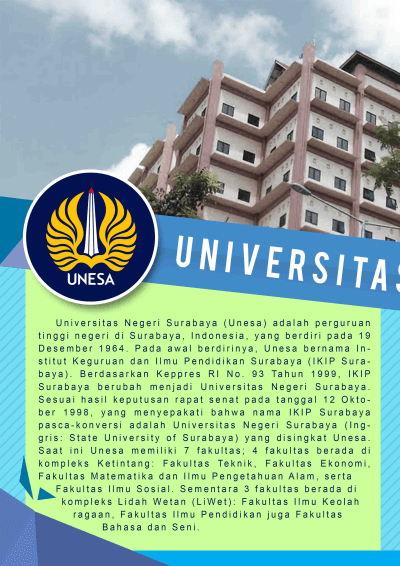 UNESA
UNIVERSITAS
Universitas Negeri Surabaya (Unesa) adalah perguruan
tinggi negeri di Surabaya, Indonesia, yang berdiri pada 19
Desember 1964. Pada awal berdirinya, Unesa bernama In-
stitut Keguruan dan Ilmu Pendidikan Surabaya (IKIP Sura-
baya). Berdasarkan Keppres RI No. 93 Tahun 1999, IKIP
Surabaya berubah menjadi Universitas Negeri Surabaya.
Sesuai hasil keputusan rapat senat pada tanggal 12 Okto-
ber 1998, yang menyepakati bahwa nama IKIP Surabaya
pasca-konversi adalah Universitas Negeri Surabaya (Ing-
gris: State University of Surabaya) yang disingkat Unesa.
Saat ini Unesa memiliki 7 fakultas; 4 fakultas berada di
kompleks Ketintang: Fakultas Teknik, Fakultas Ekonomi,
Fakultas Matematika dan Ilmu Pengetahuan Alam, serta
Fakultas Ilmu Sosial. Sementara 3 fakultas berada di
kompleks Lidah Wetan (LiWet): Fakultas Ilmu Keolah
ragaan, Fakultas Ilmu Pendidikan juga Fakultas
Bahasa dan Seni.